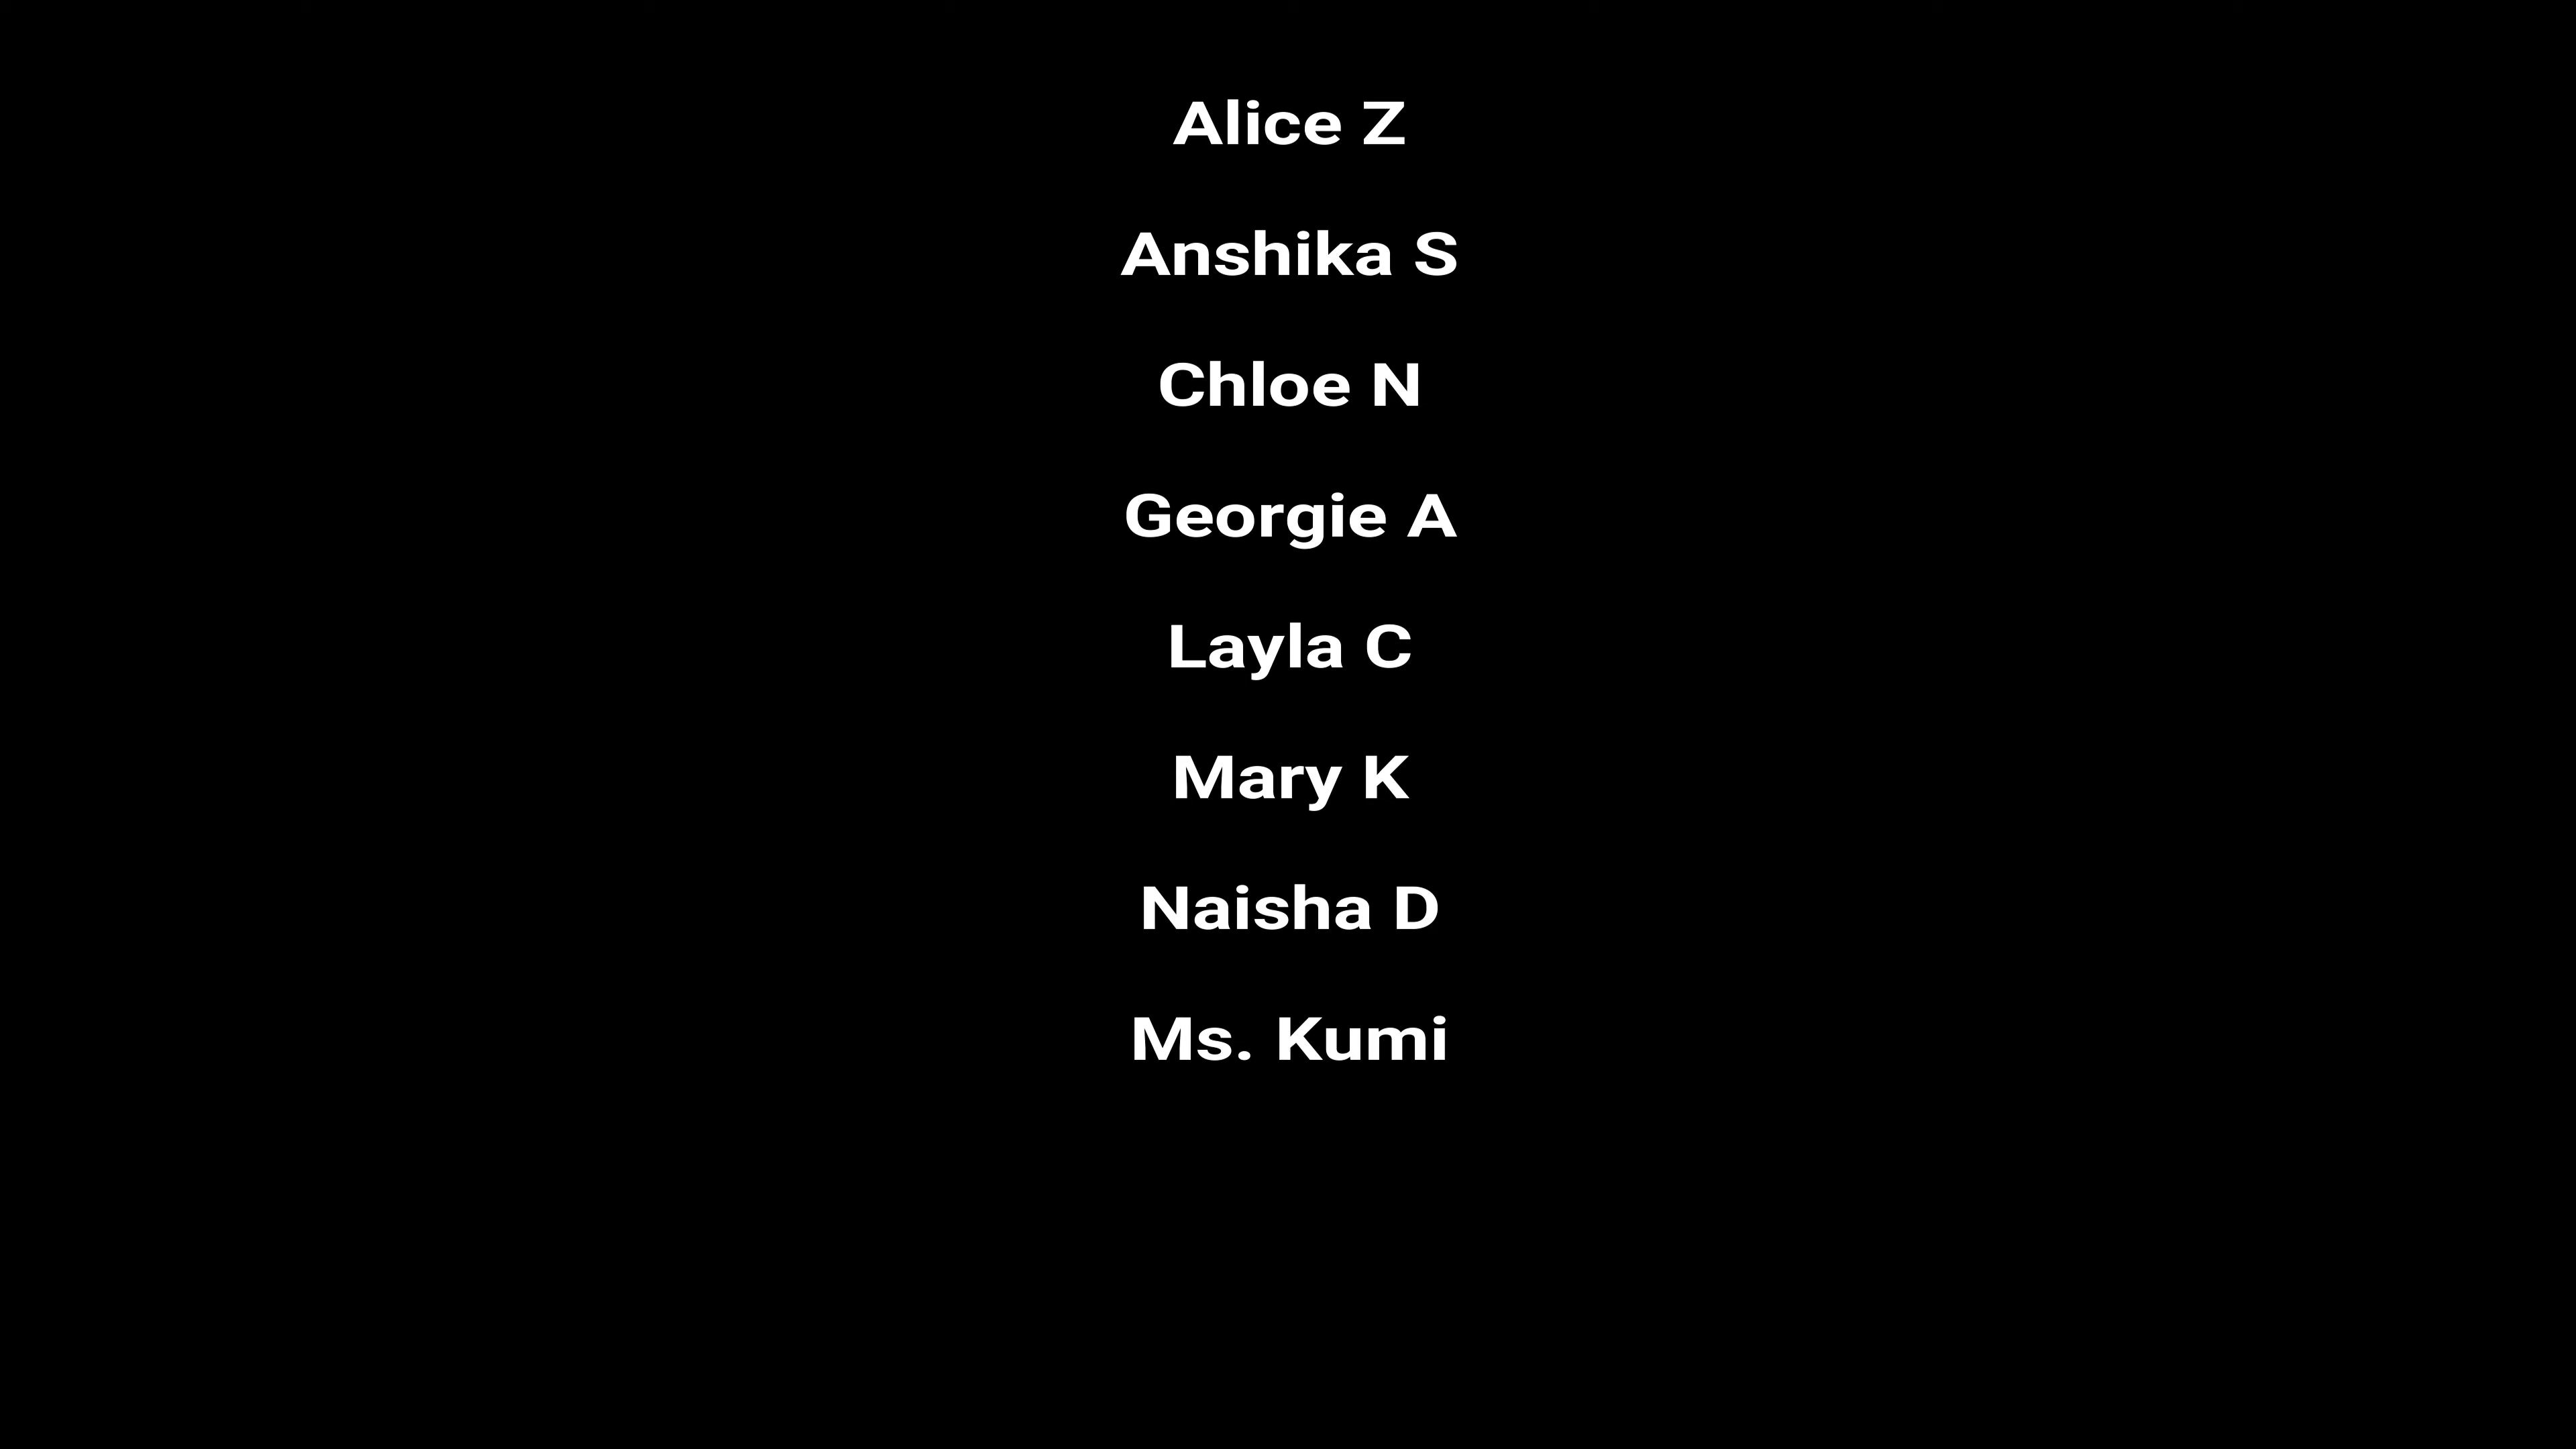 Alice Z
Anshika S
Chloe N
Georgie A
Layla C
Mary K
Naisha D
Ms. Kumi